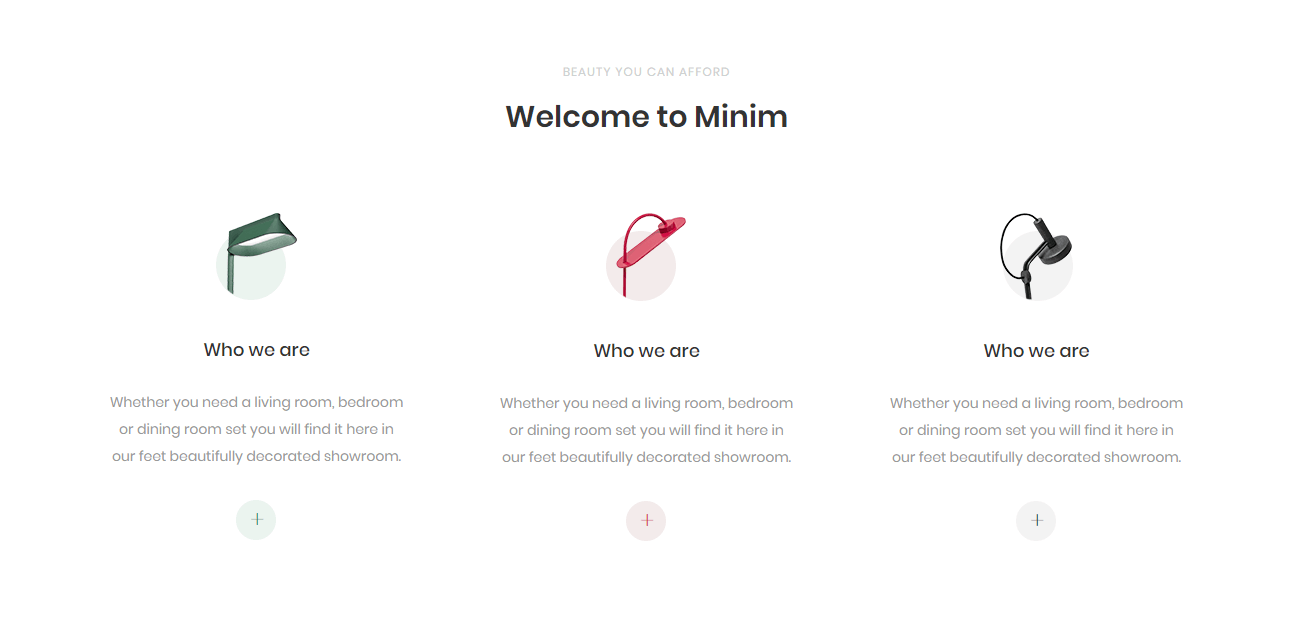 BEAUTY YOU CAN AFFORD
Welcome to Minim
Who we are
Whether you need a living room, bedroom
or dining room set you will find it here in
our feet beautifully decorated showroom.
+
Who we are
Whether you need a living room, bedroom
or dining room set you will find it here in
our feet beautifully decorated showroom.
+
Who we are
Whether you need a living room, bedroom
or dining room set you will find it here in
our feet beautifully decorated showroom.
+